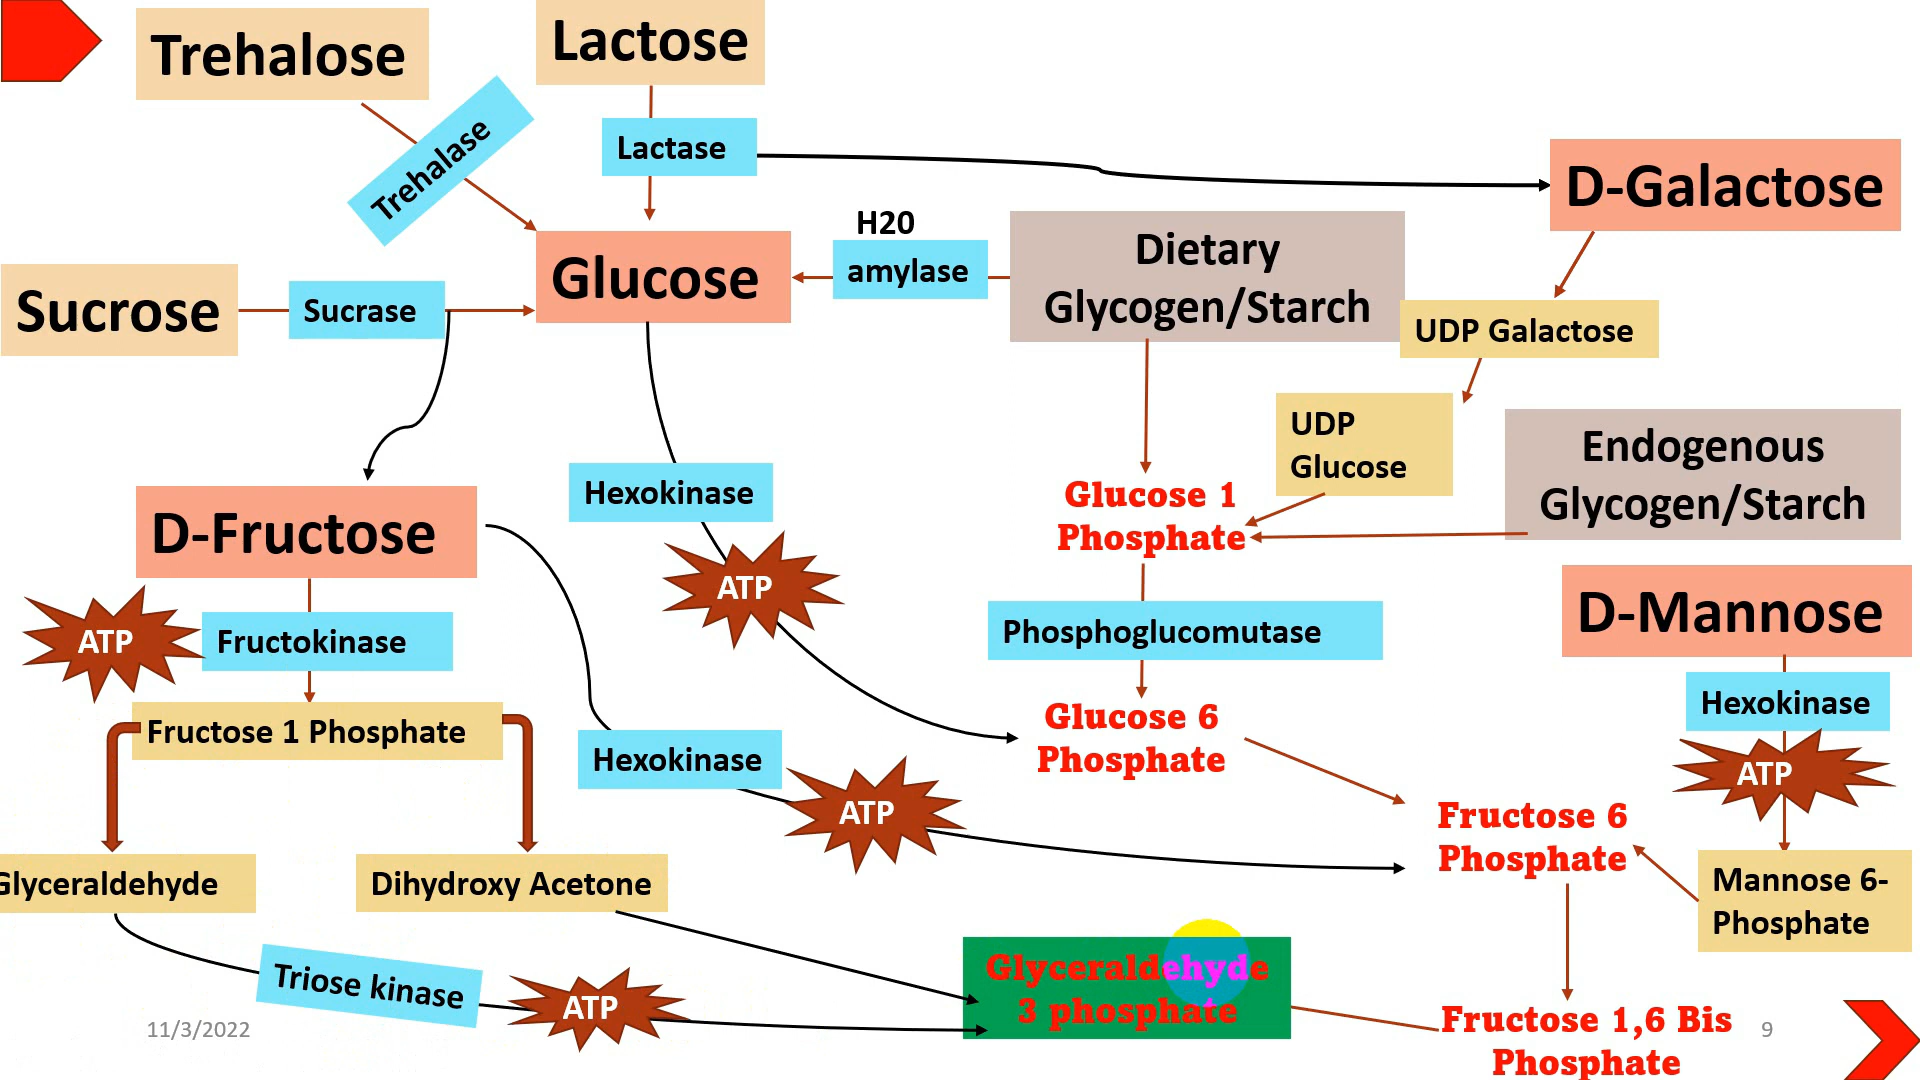 Trehalose
Lactose
Trehalase
Lactase
D-Galactose
H20
amylase
Dietary
Glycogen/Starch
Glucose
Sucrose
Sucrase
UDP Galactose
UDP
Glucose
Endogenous
Glycogen/Starch
Hexokinase
Glucose 1
Phosphate
D-Fructose
ATP
D-Mannose
ATP
Fructokinase
Phosphoglucomutase
Hexokinase
Fructose 1 Phosphate
Glucose 6
Phosphate
Hexokinase
ATP
ATP
Fructose 6
Phosphate
Glyceraldehyde
Dihydroxy Acetone
Mannose 6-
Phosphate
Triose kinase
ATP
Glyceraldehyde
3 phosphate
Fructose 1,6 Bis
Phosphate
11/3/2022
9